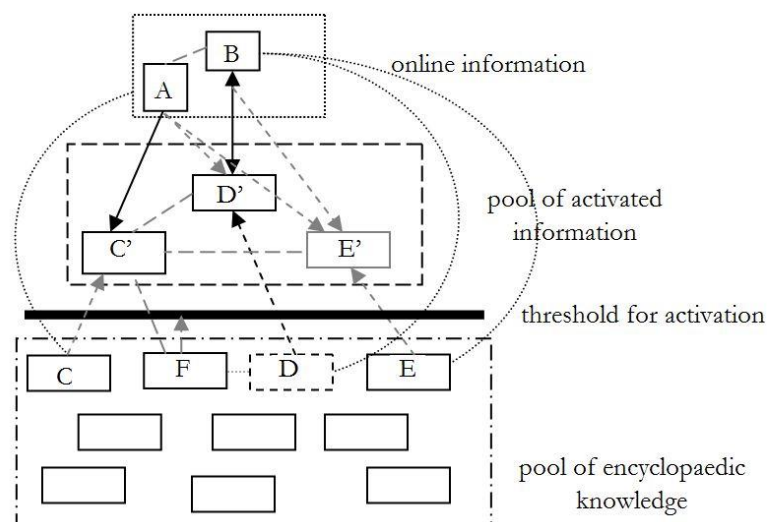 B
online information
A
D’
pool of activated
information
C’
E’
threshold for activation
C
F
D
E
pool of encyclopaedic
knowledge